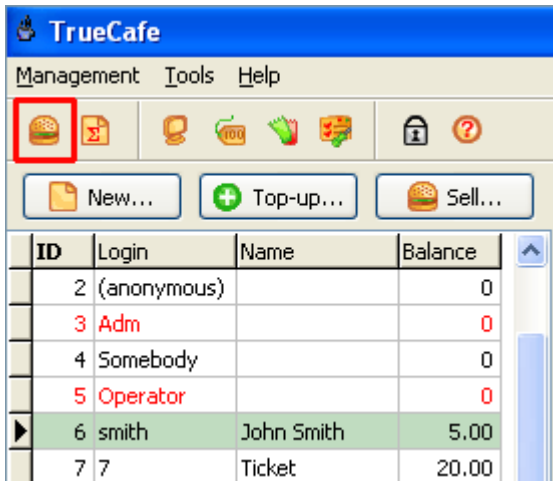 TrueCafe
Management Tools Help
Σ 100
New... Top-up... Sell...
ID Login Name Balance
2 (anonymous) 0
3 Adm 0
4 Somebody 0
5 Operator 0
6 smith John Smith 5.00
7 7 Ticket 20.00